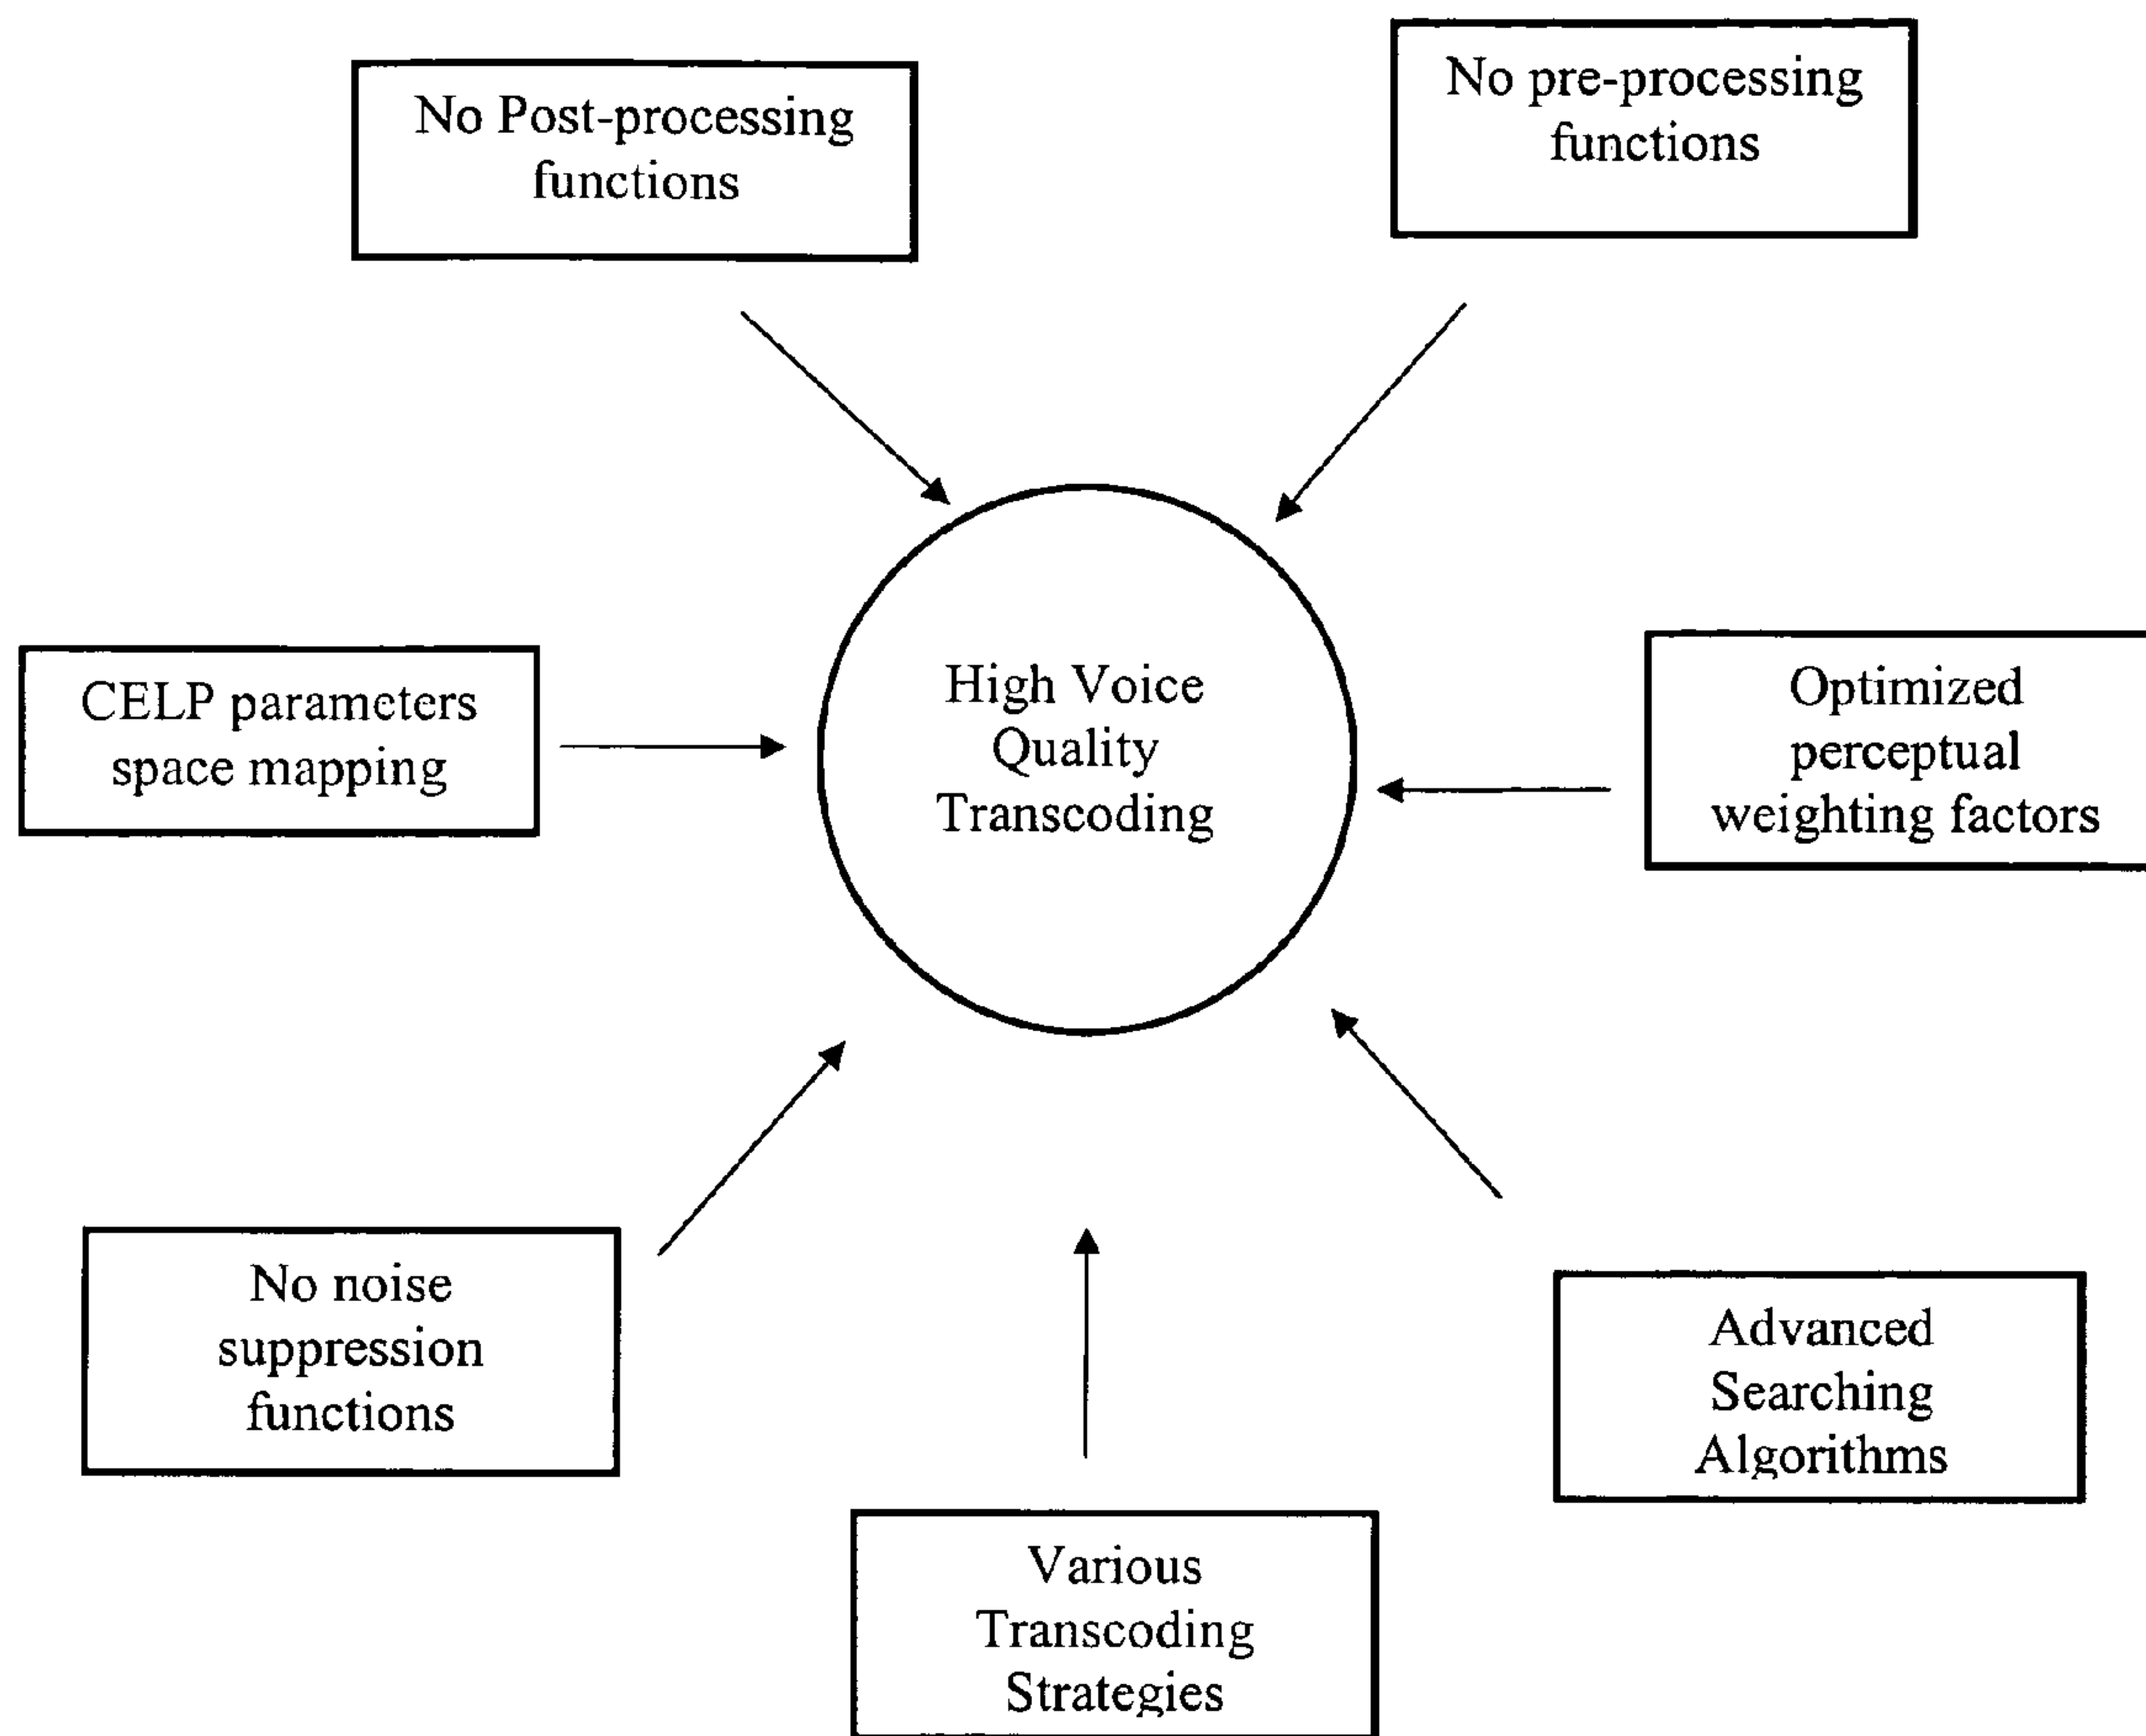 No Post-processing
functions
No pre-processing
functions
CELP parameters
space mapping
High Voice
Quality
Transcoding
Optimized
perceptual
weighting factors
No noise
suppression
functions
Advanced
Searching
Algorithms
Various
Transcoding
Strategies